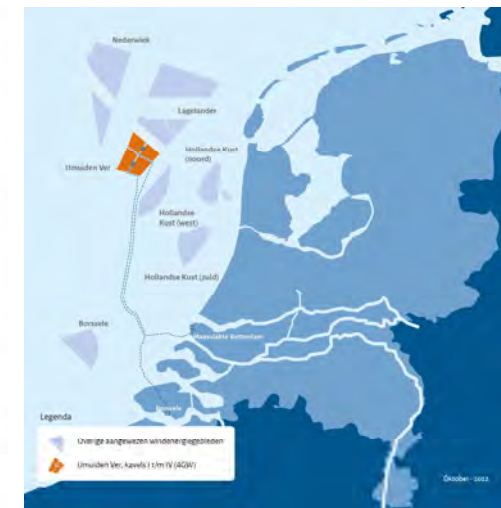 Nederwiek
Lagelander
Hollandse Kust
(noord)
IJmuiden Ver
Hollandse
Kust (west)
Hollandse Kust (zuid)
Borssele
Maasvlakte Rotterdam
Borssele
Legenda
Overige aangewezen windenergiegebieden
IJmuiden Ver, kavels I t/m IV (4GW)
Oktober - 2022